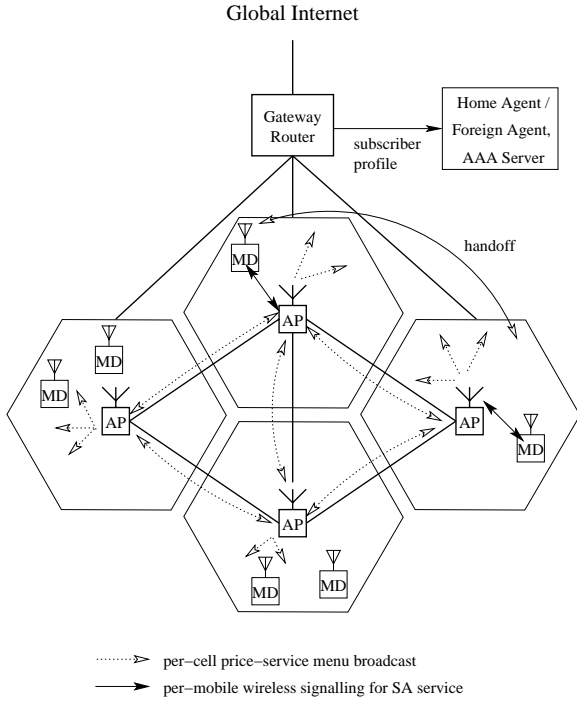 Global Internet
Gateway
Router
subscriber
profile
Home Agent /
Foreign Agent,
AAA Server
handoff
MD
AP
MD
MD
AP
AP
MD
AP
MD
MD
per-cell price-service menu broadcast
per-mobile wireless signalling for SA service